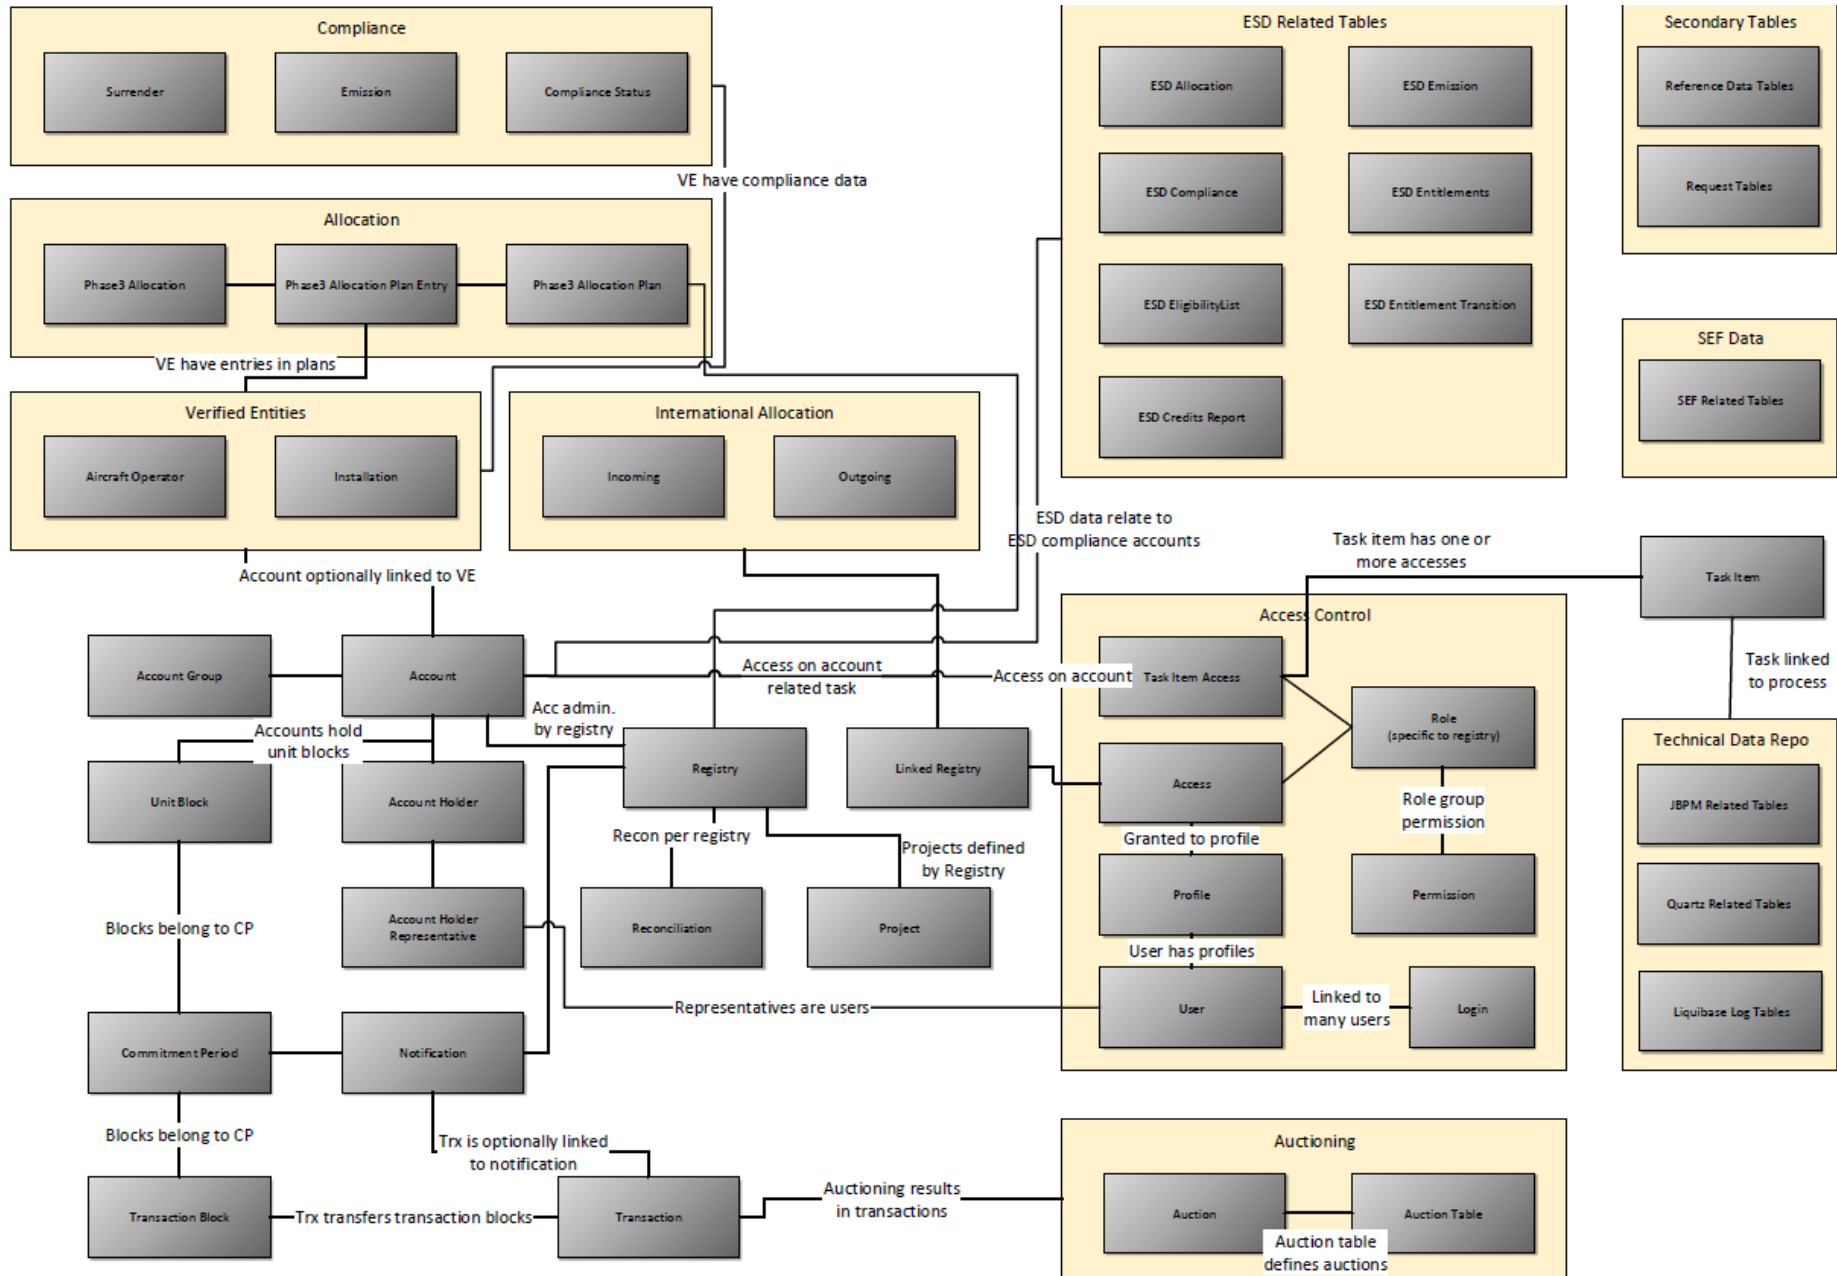 Compliance
Surrender
Emission
Compliance Status
VE have compliance data
Allocation
Phase3 Allocation
Phase3 Allocation Plan Entry
Phase3 Allocation Plan
VE have entries in plans
Verified Entities
Aircraft Operator
Installation
International Allocation
Incoming
Outgoing
ESD Related Tables
ESD Allocation
ESD Emission
ESD Compliance
ESD Entitlements
ESD EligibilityList
ESD Entitlement Transition
ESD Credits Report
Secondary Tables
Reference Data Tables
Request Tables
SEF Data
SEF Related Tables
ESD data relate to
ESD compliance accounts
Task item has one or
more accesses
Task Item
Task linked
to process
Account optionally linked to VE
Account Group
Account
Access on account
related task
Access on account
Acc admin.
by registry
Accounts hold
unit blocks
Unit Block
Account Holder
Registry
Linked Registry
Recon per registry
Projects defined
by Registry
Account Holder
Representative
Reconciliation
Project
Blocks belong to CP
Representatives are users
Access Control
Task Item Access
Role
(specific to registry)
Access
Role group
permission
Granted to profile
Profile
Permission
User has profiles
User
Linked to
many users
Login
Technical Data Repo
JBPM Related Tables
Quartz Related Tables
Liquibase Log Tables
Commitment Period
Notification
Blocks belong to CP
Trx is optionally linked
to notification
Transaction Block
Trx transfers transaction blocks
Transaction
Auctioning results
in transactions
Auctioning
Auction
Auction Table
Auction table
defines auctions